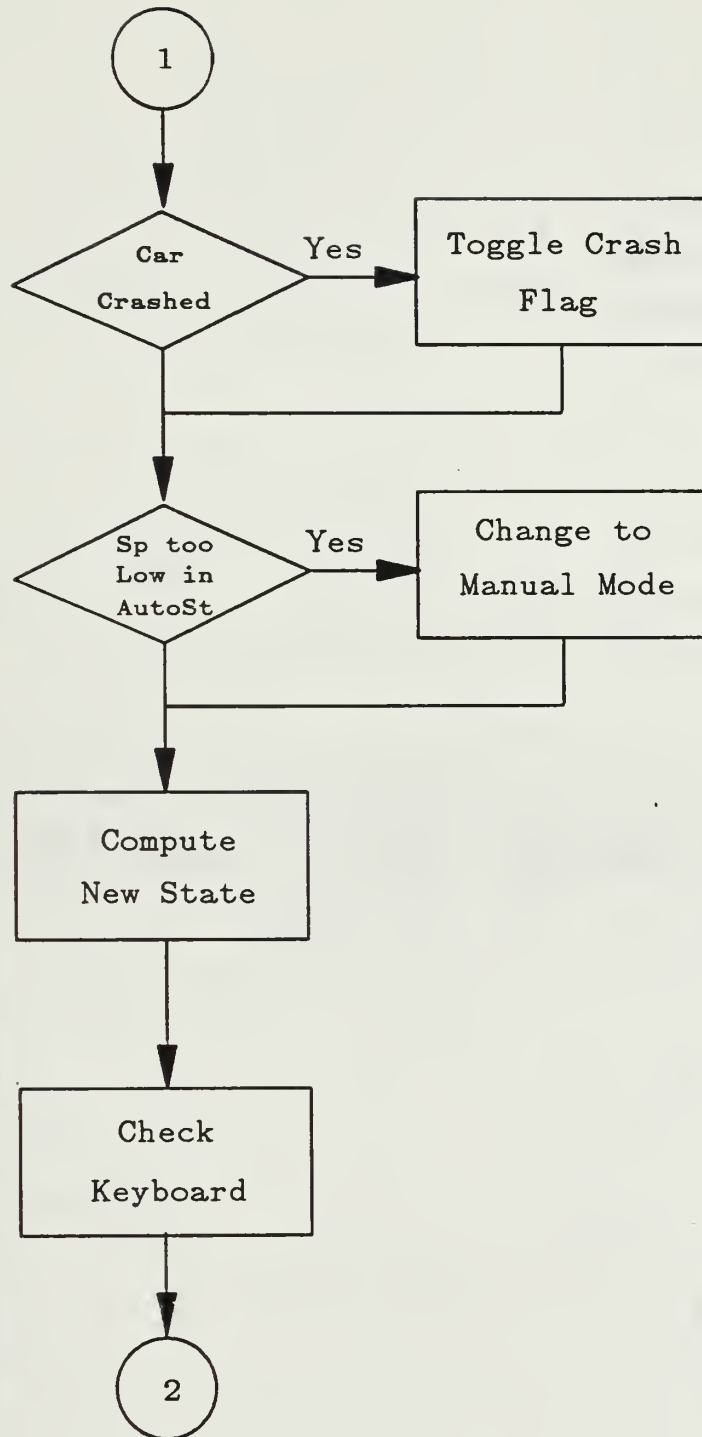 1
Car
Crashed
Yes
Toggle Crash
Flag
Sp too
Low in
AutoSt
Yes
Change to
Manual Mode
Compute
New State
Check
Keyboard
2